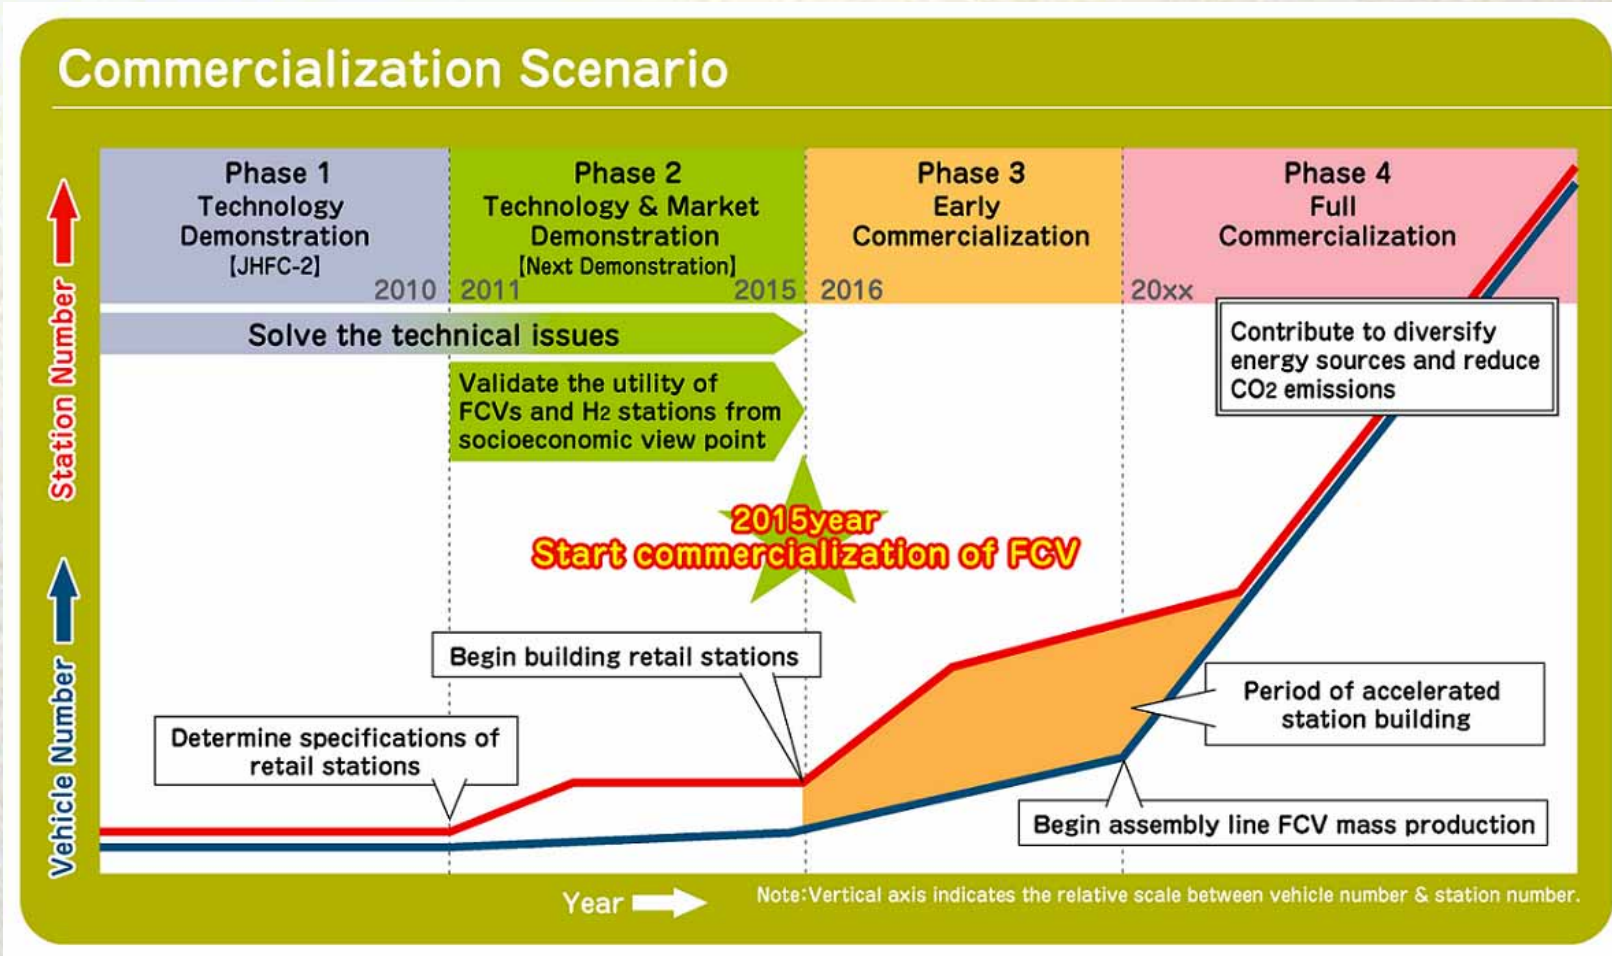 Commercialization Scenario
Phase 1
Technology
Demonstration
【JHFC-2】
2010
Phase 2
Technology & Market
Demonstration
【Next Demonstration】
2011
2015
Phase 3
Early
Commercialization
2016
Phase 4
Full
Commercialization
20xx
Solve the technical issues
Validate the utility of
FCVs and H2 stations from
socioeconomic view point
Contribute to diversify
energy sources and reduce
CO2 emissions
2015year
Start commercialization of FCV
Begin building retail stations
Determine specifications of
retail stations
Period of accelerated
station building
Begin assembly line FCV mass production
Station Number
Vehicle Number
Year
Note:Vertical axis indicates the relative scale between vehicle number & station number.